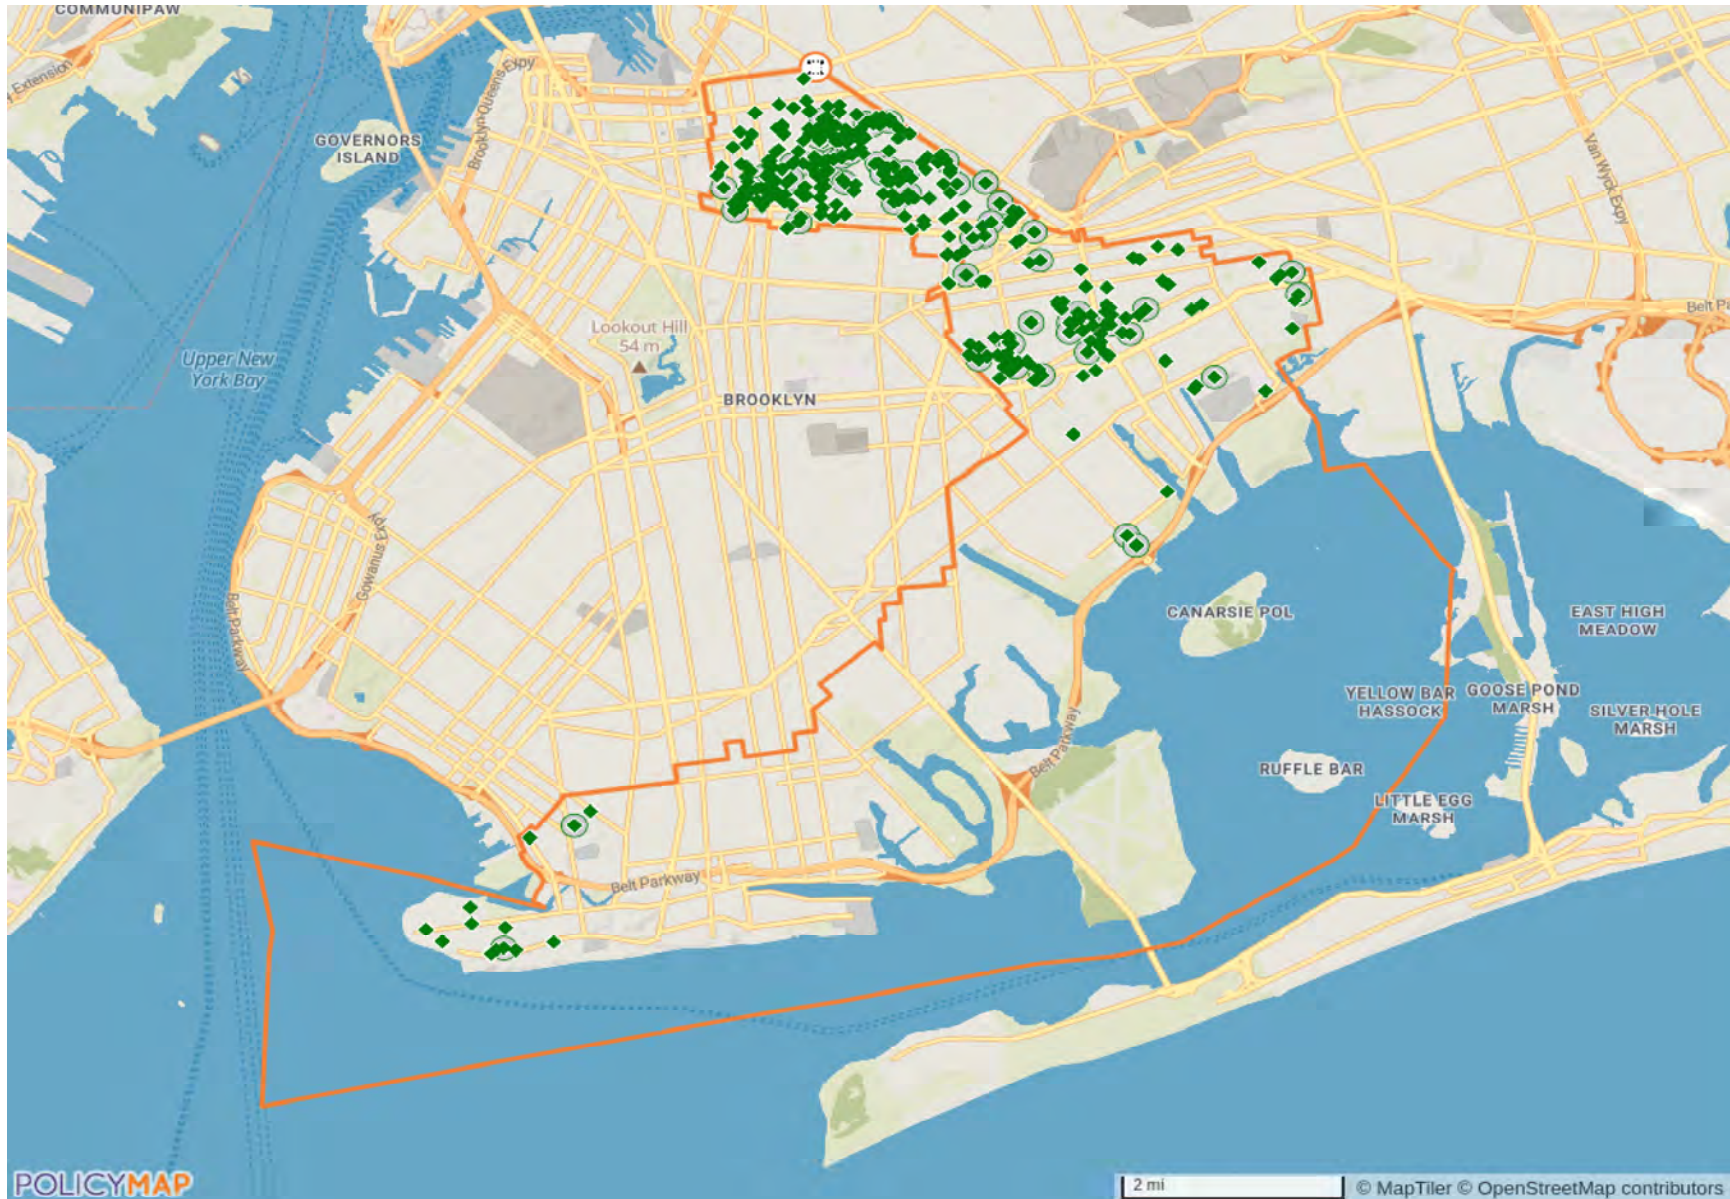 COMMUNIPAW
Extension
Brooklyn-Queens Expy
GOVERNORS
ISLAND
Van Wyck Expy
Belt Pa
Lookout Hill
54 m
Upper New
York Bay
BROOKLYN
Gowanus Expy
Belt Parkway
CANARSIE POL
EAST HIGH
MEADOW
YELLOW BAR
HASSOCK
GOOSE POND
MARSH
SILVER HOLE
MARSH
Belt Parkway
RUFFLE BAR
LITTLE EGG
MARSH
Belt Parkway
POLICYMAP
2 mi
© MapTiler © OpenStreetMap contributors